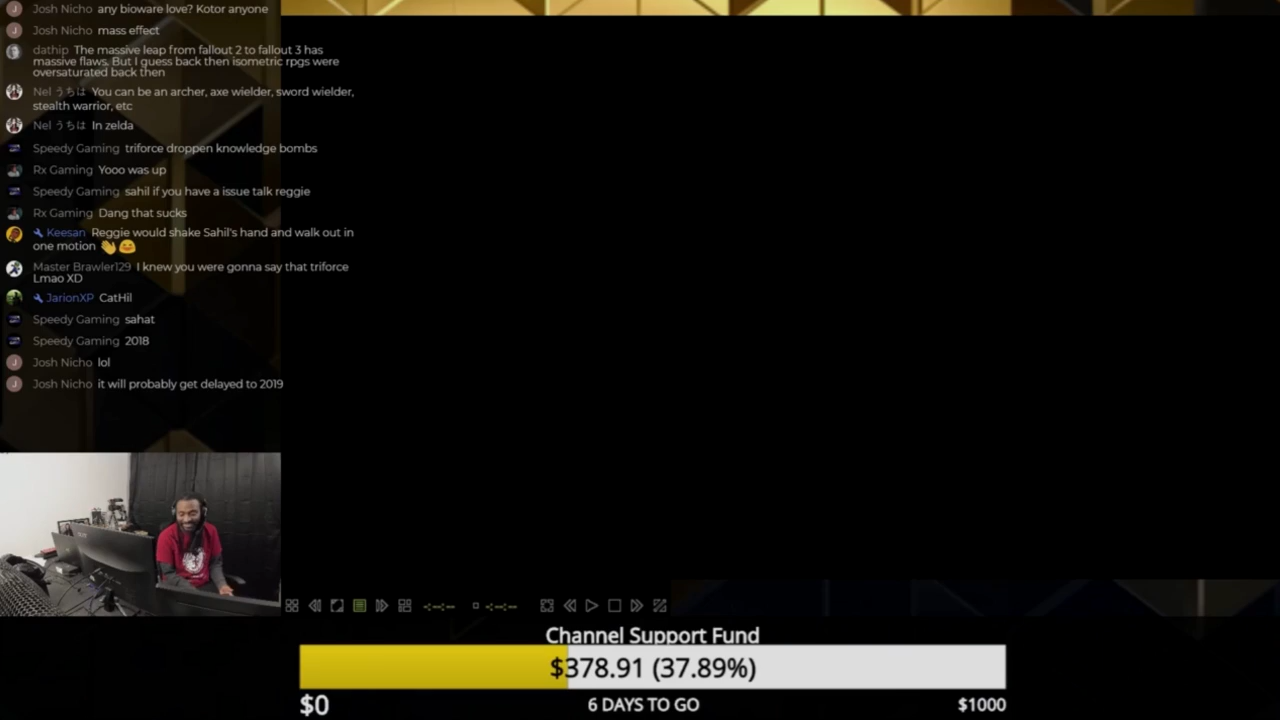 Josh Nicho any bioware love? Kotor anyone
Josh Nicho mass effect
dathip The massive leap from fallout 2 to fallout 3 has
massive flaws. But I guess back then isometric rpgs were
oversaturated back then
Nel うちは You can be an archer, axe wielder, sword wielder,
stealth warrior, etc
Nel うちは In zelda
Speedy Gaming triforce droppen knowledge bombs
Rx Gaming Yooo was up
Speedy Gaming sahil if you have a issue talk reggie
Rx Gaming Dang that sucks
Keesan Reggie would shake Sahil's hand and walk out in
one motion 👋😄
Master Brawler129 I knew you were gonna say that triforce
Lmao XD
JarionXP CatHil
Speedy Gaming sahat
Speedy Gaming 2018
Josh Nicho lol
Josh Nicho it will probably get delayed to 2019
-:--:-- -:--:--
Channel Support Fund
$378.91 (37.89%)
$0 6 DAYS TO GO $1000